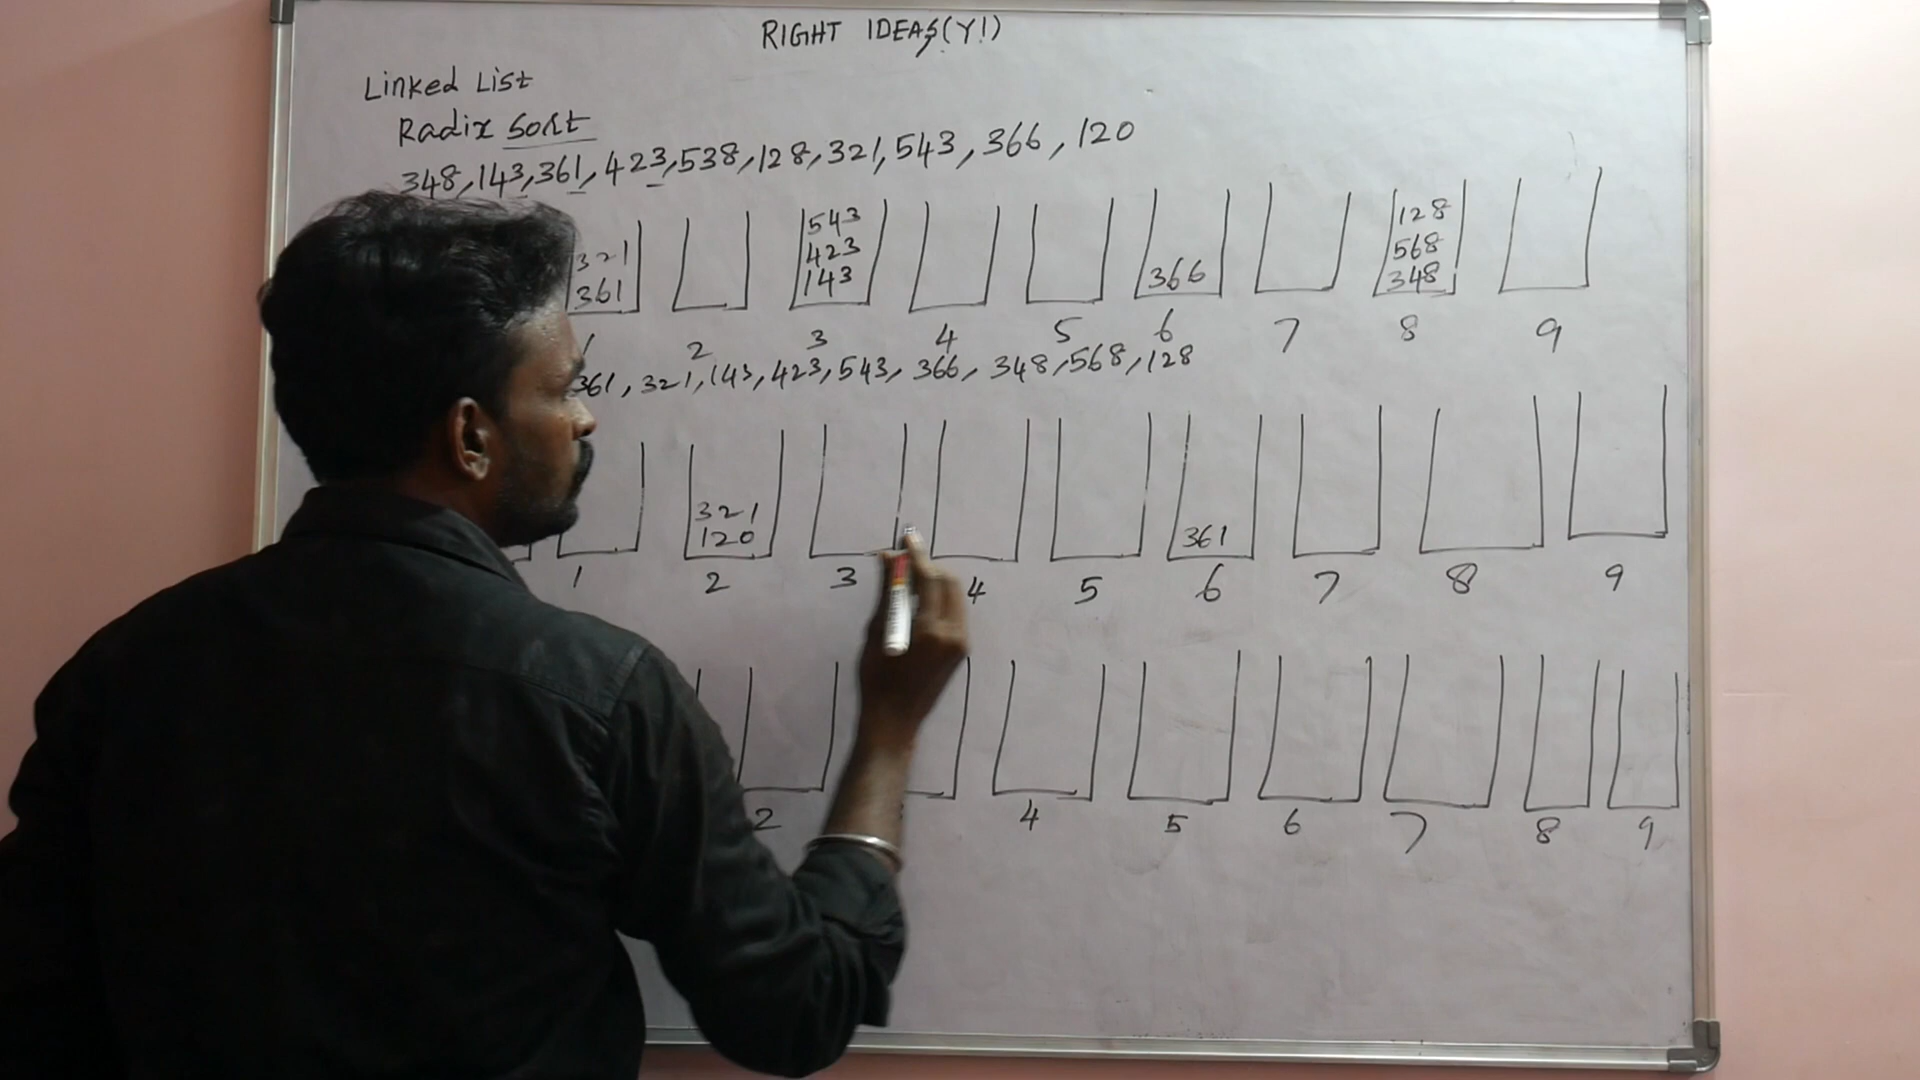 RIGHT IDEAS(Y!)
Linked List
Radix Sort
348,143,361,423,538,128,321,543,366,120
321
361
543
423
143
366
128
568
348
1 2 3 4 5 6 7 8 9
361,321,143,423,543,366,348,568,128
321
120
361
1 2 3 4 5 6 7 8 9
2 4 5 6 7 8 9